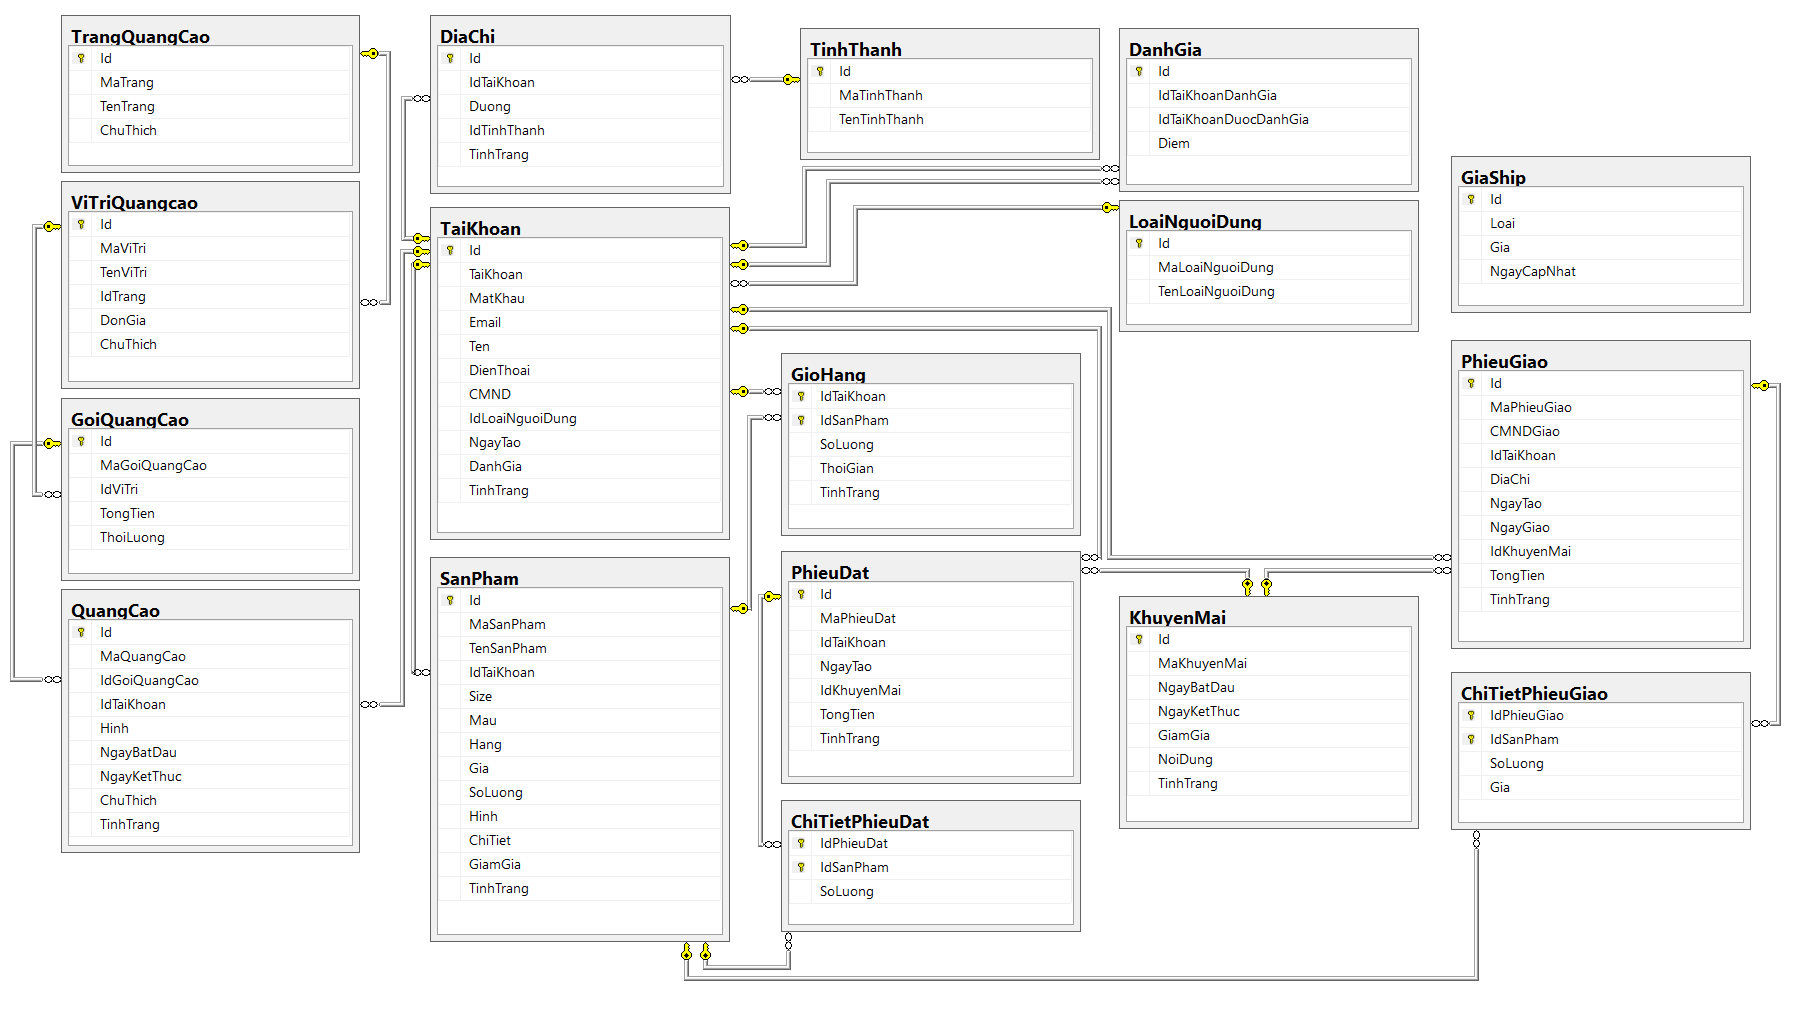 TrangQuangCao
Id
MaTrang
TenTrang
ChuThich
ViTriQuangcao
Id
MaViTri
TenViTri
IdTrang
DonGia
ChuThich
GoiQuangCao
Id
MaGoiQuangCao
IdViTri
TongTien
ThoiLuong
QuangCao
Id
MaQuangCao
IdGoiQuangCao
IdTaiKhoan
Hinh
NgayBatDau
NgayKetThuc
ChuThich
TinhTrang
DiaChi
Id
IdTaiKhoan
Duong
IdTinhThanh
TinhTrang
TaiKhoan
Id
TaiKhoan
MatKhau
Email
Ten
DienThoai
CMND
IdLoaiNguoiDung
NgayTao
DanhGia
TinhTrang
SanPham
Id
MaSanPham
TenSanPham
IdTaiKhoan
Size
Mau
Hang
Gia
SoLuong
Hinh
ChiTiet
GiamGia
TinhTrang
TinhThanh
Id
MaTinhThanh
TenTinhThanh
GioHang
IdTaiKhoan
IdSanPham
SoLuong
ThoiGian
TinhTrang
PhieuDat
Id
MaPhieuDat
IdTaiKhoan
NgayTao
IdKhuyenMai
TongTien
TinhTrang
ChiTietPhieuDat
IdPhieuDat
IdSanPham
SoLuong
DanhGia
Id
IdTaiKhoanDanhGia
IdTaiKhoanDuocDanhGia
Diem
LoaiNguoiDung
Id
MaLoaiNguoiDung
TenLoaiNguoiDung
KhuyenMai
Id
MaKhuyenMai
NgayBatDau
NgayKetThuc
GiamGia
NoiDung
TinhTrang
GiaShip
Id
Loai
Gia
NgayCapNhat
PhieuGiao
Id
MaPhieuGiao
CMNDGiao
IdTaiKhoan
DiaChi
NgayTao
NgayGiao
IdKhuyenMai
TongTien
TinhTrang
ChiTietPhieuGiao
IdPhieuGiao
IdSanPham
SoLuong
Gia